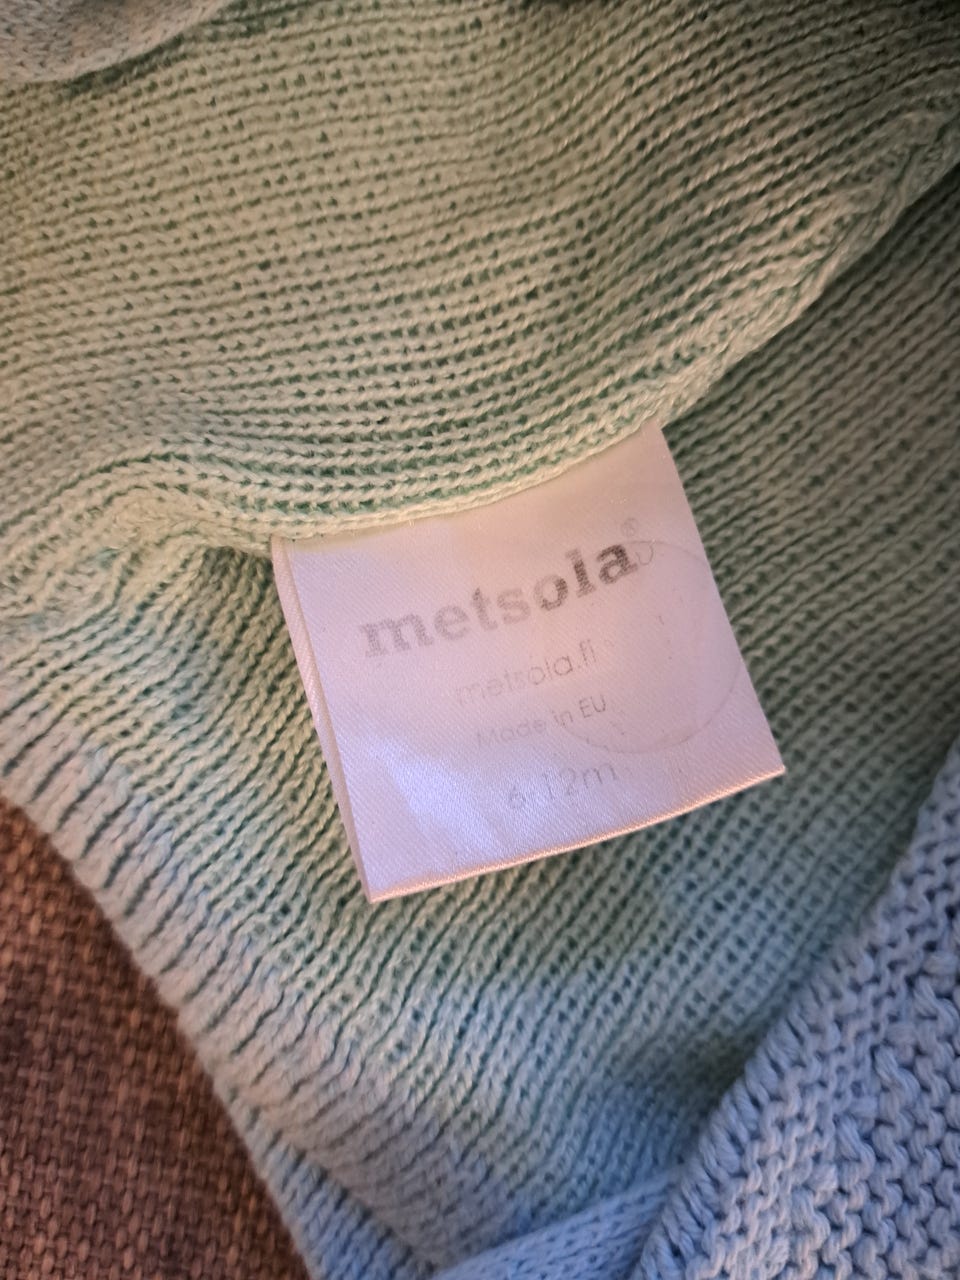 metsola®
metsola.fi
Made in EU
6-12m